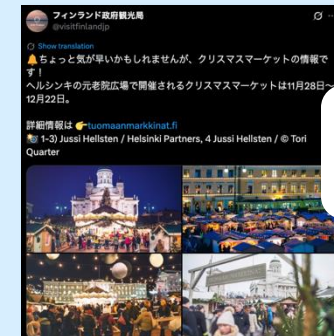 フィンランド政府観光局
@visitfinlandjp
Show translation
🔔ちょっと気が早いかもしれませんが、クリスマスマーケットの情報で
す！
ヘルシンキの元老院広場で開催されるクリスマスマーケットは11月28日〜
12月22日。
詳細情報は 👉tuomaanmarkkinat.fi
📸 1-3) Jussi Hellsten / Helsinki Partners, 4 Jussi Hellsten / © Tori
Quarter